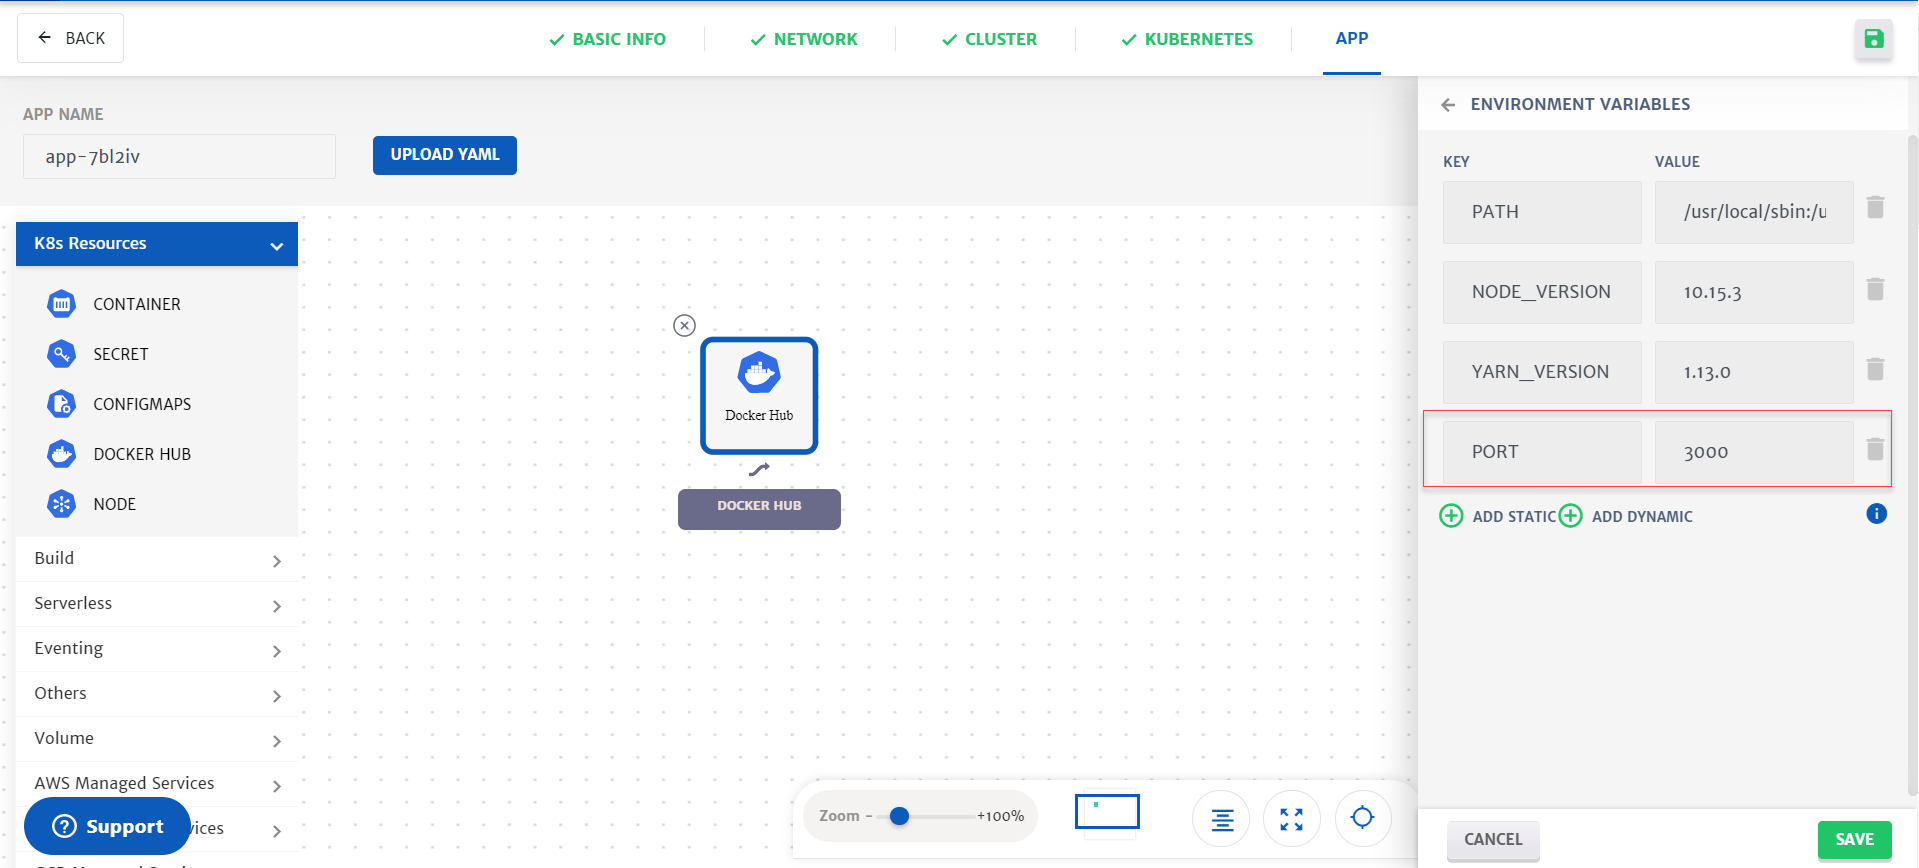 BACK
BASIC INFO
NETWORK
CLUSTER
KUBERNETES
APP
APP NAME
app-7bl2iv
UPLOAD YAML
K8s Resources
CONTAINER
SECRET
CONFIGMAPS
DOCKER HUB
NODE
Build
Serverless
Eventing
Others
Volume
AWS Managed Services
vices
Support
Docker Hub
DOCKER HUB
Zoom - +100%
ENVIRONMENT VARIABLES
KEY VALUE
PATH /usr/local/sbin:/u
NODE_VERSION 10.15.3
YARN_VERSION 1.13.0
PORT 3000
ADD STATIC ADD DYNAMIC
CANCEL SAVE